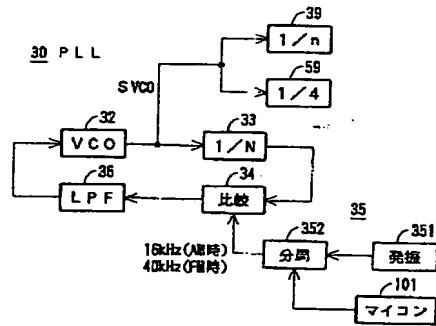 39
30 PLL
1/n
59
SVCO
1/4
32
33
VCO
1/N
36
34
LPF
比較
35
352
351
16kHz(AM時)
40kHz(FM時)
分周
発振
101
マイコン